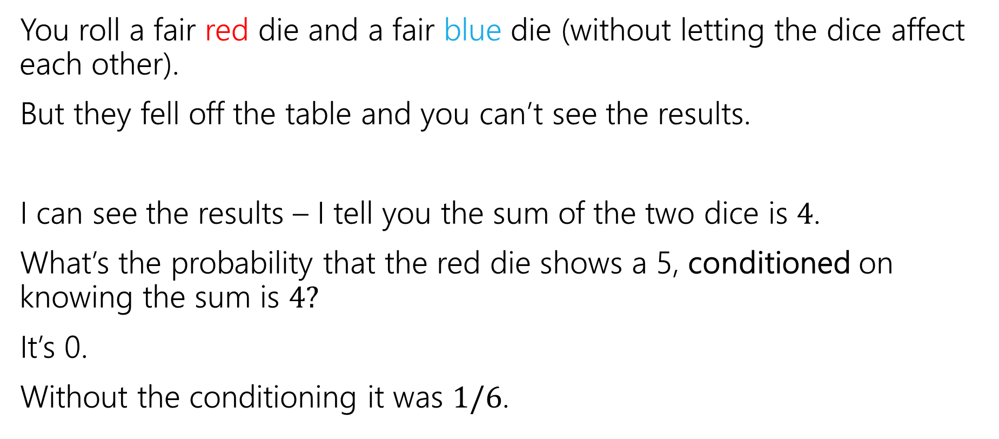 You roll a fair red die and a fair blue die (without letting the dice affect
each other).
But they fell off the table and you can’t see the results.
I can see the results – I tell you the sum of the two dice is 4.
What’s the probability that the red die shows a 5, conditioned on
knowing the sum is 4?
It’s 0.
Without the conditioning it was 1/6.